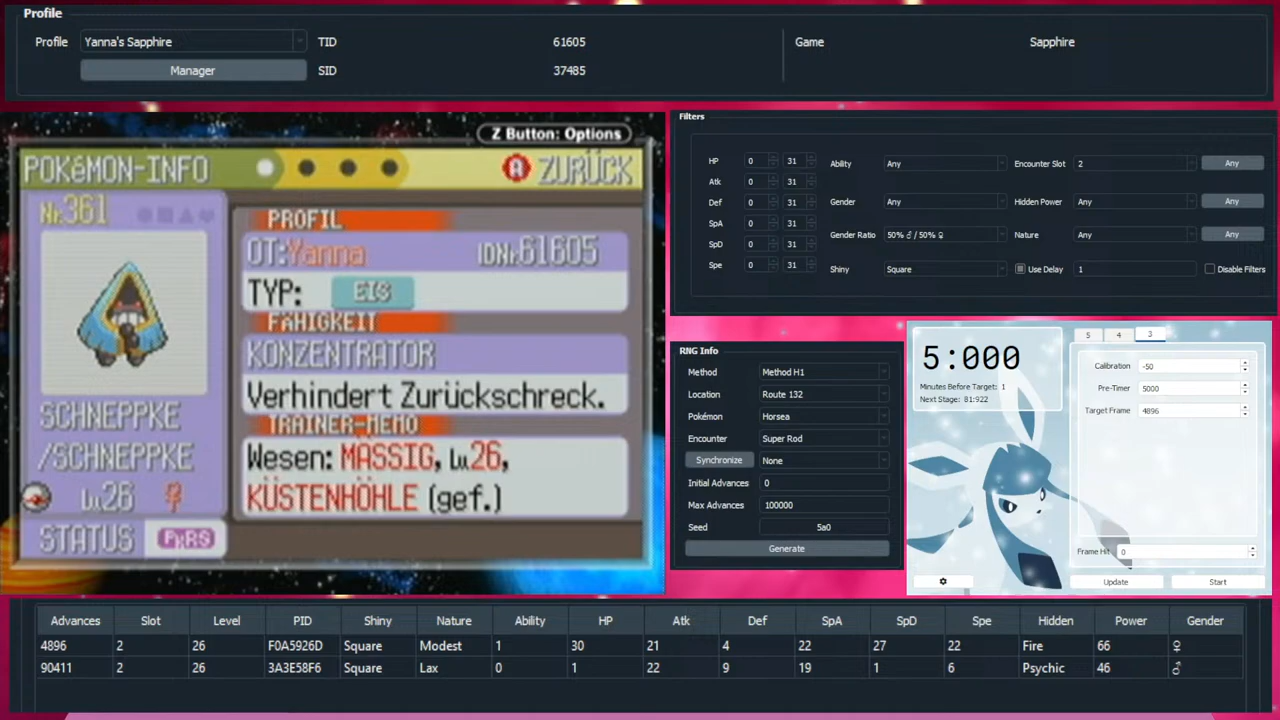 Profile
Profile Yanna's Sapphire TID 61605 Game Sapphire
Manager SID 37485
Z Button: Options
POKéMON-INFO A ZURÜCK
Nr.361
SCHNEPPKE
/SCHNEPPKE
Lv26 ♀
STATUS PKRS
PROFIL
OT:Yanna IDNr.61605
TYP: EIS
FÄHIGKEIT
KONZENTRATOR
Verhindert Zurückschreck.
TRAINER-MEMO
Wesen: MÄSSIG, Lv26,
KÜSTENHÖHLE (gef.)
Filters
HP 0 31 Ability Any Encounter Slot 2 Any
Atk 0 31
Def 0 31 Gender Any Hidden Power Any Any
SpA 0 31
SpD 0 31 Gender Ratio 50% ♂ / 50% ♀ Nature Any Any
Spe 0 31 Shiny Square Use Delay 1 Disable Filters
RNG Info
Method Method H1
Location Route 132
Pokémon Horsea
Encounter Super Rod
Synchronize None
Initial Advances 0
Max Advances 100000
Seed 5a0
Generate
5:000
Minutes Before Target: 1
Next Stage: 81:922
5 4 3
Calibration -50
Pre-Timer 5000
Target Frame 4896
Frame Hit 0
Update Start
Advances Slot Level PID Shiny Nature Ability HP Atk Def SpA SpD Spe Hidden Power Gender
4896 2 26 F0A5926D Square Modest 1 30 21 4 22 27 22 Fire 66 ♀
90411 2 26 3A3E58F6 Square Lax 0 1 22 9 19 1 6 Psychic 46 ♂